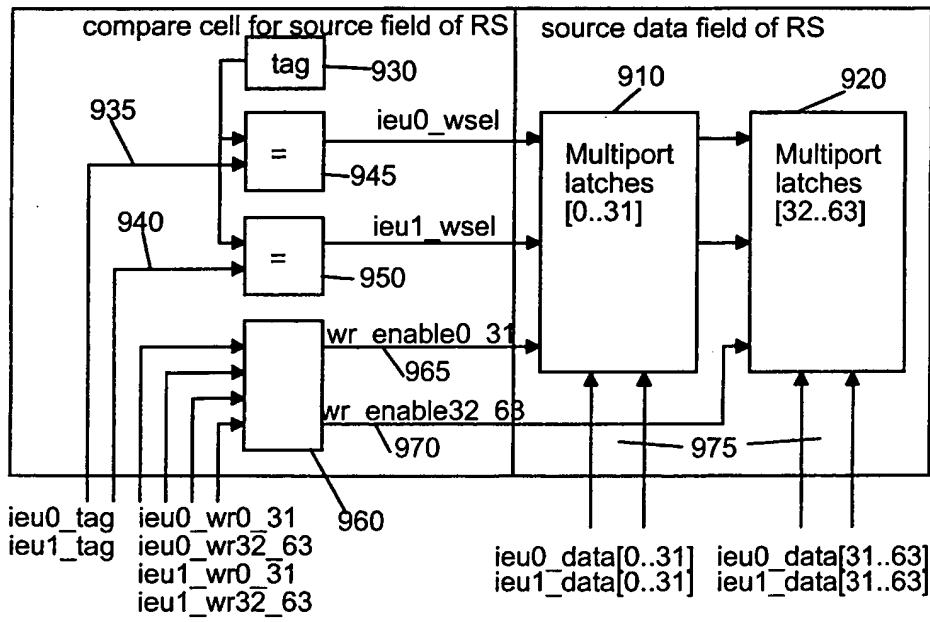 compare cell for source field of RS
source data field of RS
tag
930
910
920
935
ieu0_wsel
=
945
Multiport
latches
[0..31]
Multiport
latches
[32..63]
940
ieu1_wsel
=
950
wr_enable0_31
965
wr_enable32_63
970
975
960
ieu0_tag
ieu1_tag
ieu0_wr0_31
ieu0_wr32_63
ieu1_wr0_31
ieu1_wr32_63
ieu0_data[0..31]
ieu1_data[0..31]
ieu0_data[31..63]
ieu1_data[31..63]